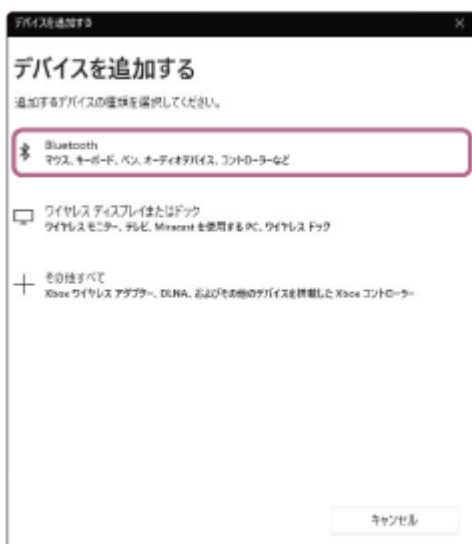 デバイスを追加する
デバイスを追加する
追加するデバイスの種類を選択してください。
Bluetooth
マウス、キーボード、ペン、オーディオデバイス、コントローラーなど
ワイヤレス ディスプレイまたはドック
ワイヤレス モニター、テレビ、Miracast を使用する PC、ワイヤレス ドック
その他すべて
Xbox ワイヤレス アダプター、DLNA、およびその他のデバイスを搭載した Xbox コントローラー
キャンセル